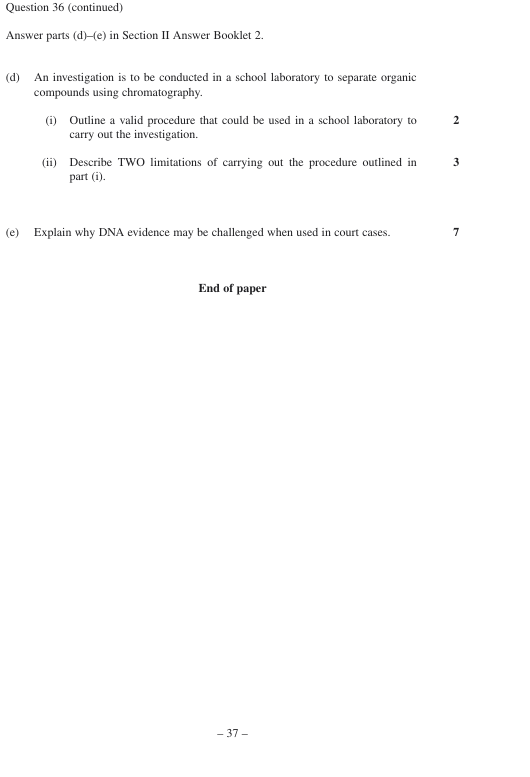 Question 36 (continued)
Answer parts (d)–(e) in Section II Answer Booklet 2.
(d) An investigation is to be conducted in a school laboratory to separate organic
compounds using chromatography.
(i) Outline a valid procedure that could be used in a school laboratory to 2
carry out the investigation.
(ii) Describe TWO limitations of carrying out the procedure outlined in 3
part (i).
(e) Explain why DNA evidence may be challenged when used in court cases. 7
End of paper
– 37 –